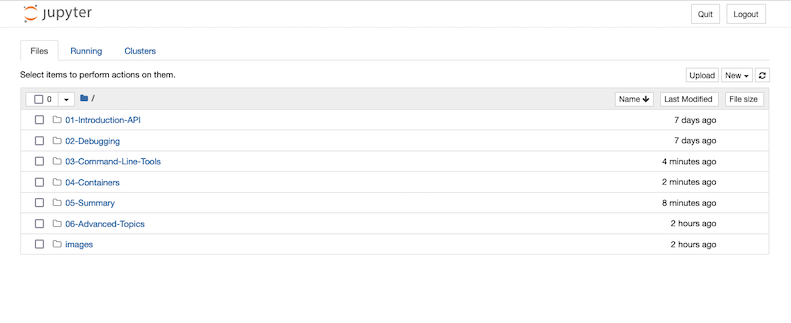 jupyter Quit Logout
Files Running Clusters
Select items to perform actions on them. Upload New
0 / Name Last Modified File size
01-Introduction-API 7 days ago
02-Debugging 7 days ago
03-Command-Line-Tools 4 minutes ago
04-Containers 2 minutes ago
05-Summary 8 minutes ago
06-Advanced-Topics 2 hours ago
images 2 hours ago